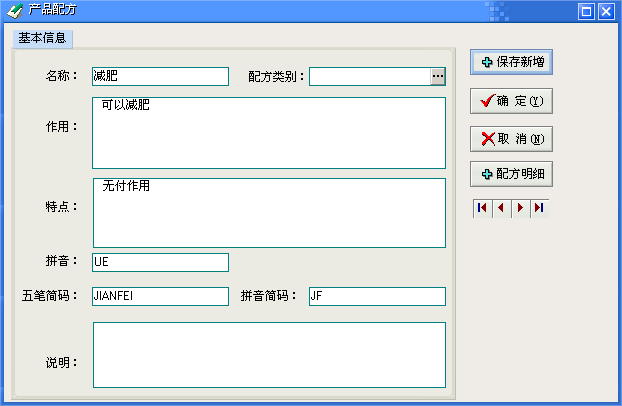 产品配方
基本信息
名称： 减肥 配方类别： ...
作用： 可以减肥
特点： 无付作用
拼音： UE
五笔简码： JIANFEI 拼音简码： JF
说明：
保存新增
确 定(Y)
取 消(N)
配方明细